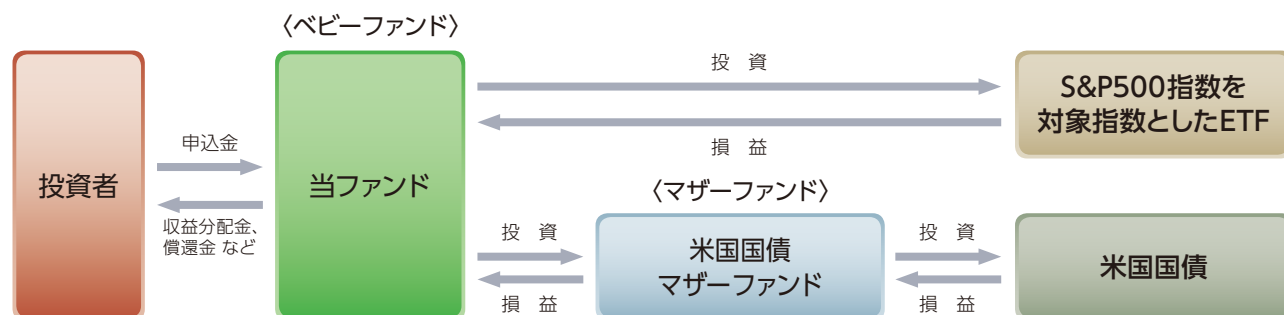 〈ベビーファンド〉
投資者
申込金
収益分配金、
償還金 など
当ファンド
投 資
損 益
S&P500指数を
対象指数としたETF
〈マザーファンド〉
投 資
損 益
米国国債
マザーファンド
投 資
損 益
米国国債